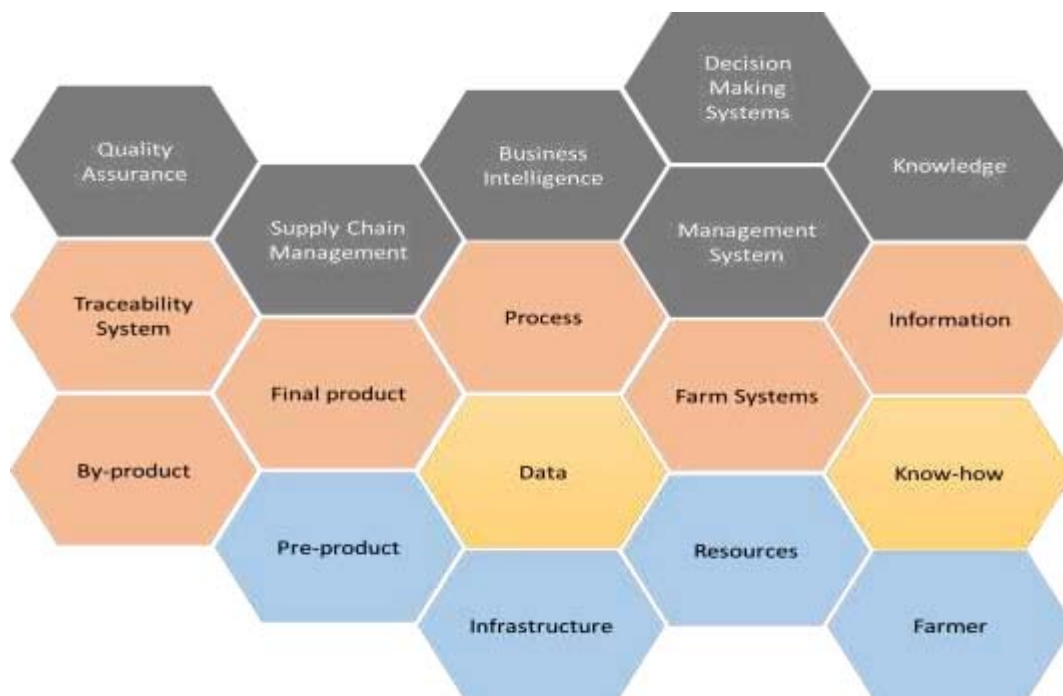 Decision
Making
Systems
Quality
Assurance
Business
Intelligence
Knowledge
Supply Chain
Management
Management
System
Traceability
System
Process
Information
Final product
Farm Systems
By-product
Data
Know-how
Pre-product
Resources
Infrastructure
Farmer